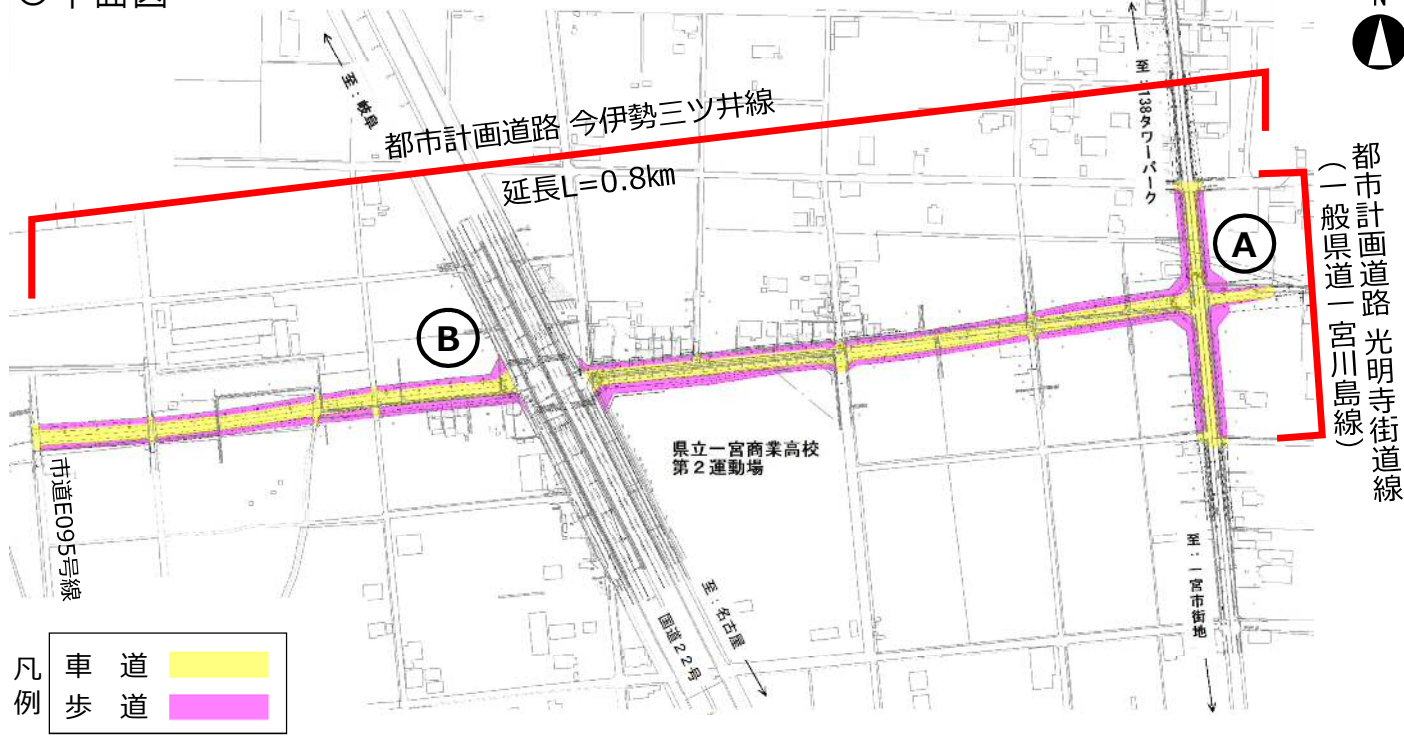 ○平面図
N
至：岐阜
至：138タワーパーク
都市計画道路 今伊勢三ツ井線
延長L=0.8km
都市計画道路 光明寺街道線
（一般県道一宮川島線）
A
B
県立一宮商業高校
第２運動場
市道E095号線
至：一宮市街地
至：名古屋
国道２２号
凡例
車 道
歩 道